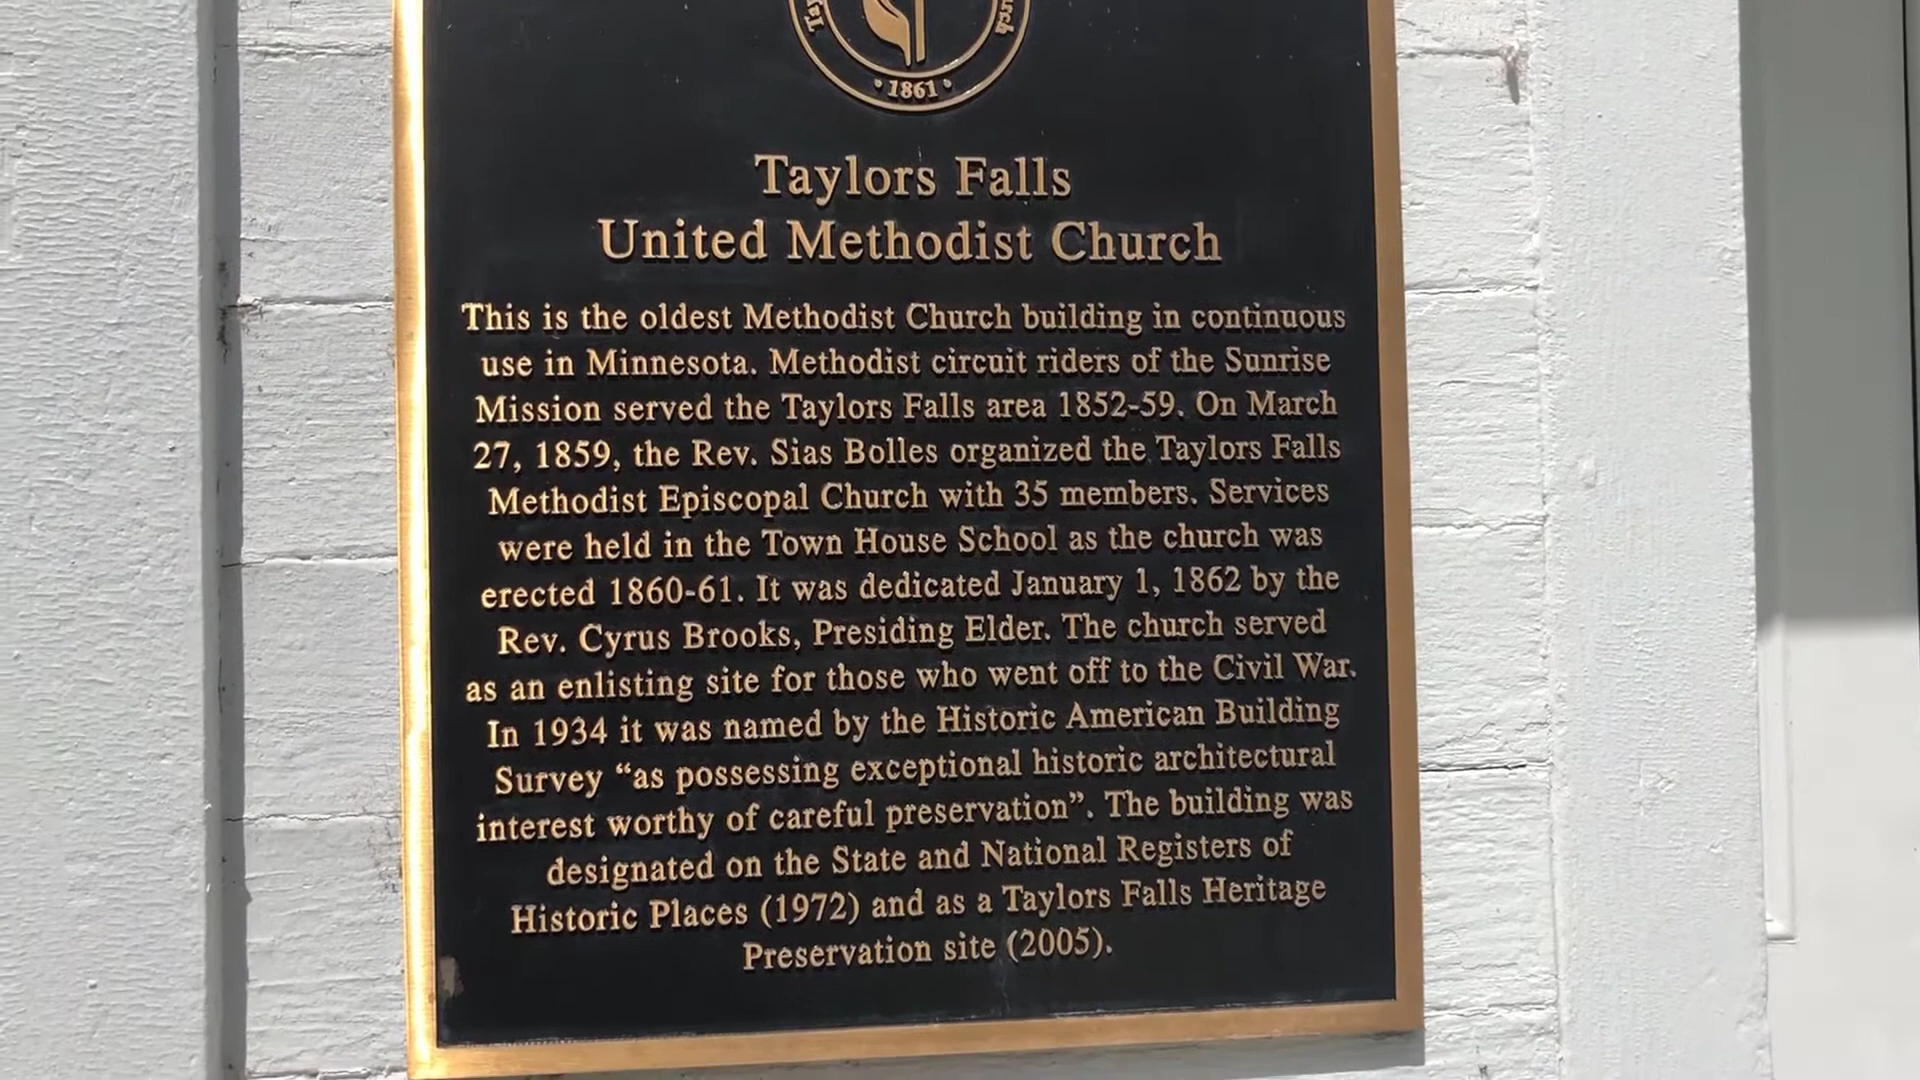 1861
Taylors Falls
United Methodist Church
This is the oldest Methodist Church building in continuous
use in Minnesota. Methodist circuit riders of the Sunrise
Mission served the Taylors Falls area 1852-59. On March
27, 1859, the Rev. Sias Bolles organized the Taylors Falls
Methodist Episcopal Church with 35 members. Services
were held in the Town House School as the church was
erected 1860-61. It was dedicated January 1, 1862 by the
Rev. Cyrus Brooks, Presiding Elder. The church served
as an enlisting site for those who went off to the Civil War.
In 1934 it was named by the Historic American Building
Survey “as possessing exceptional historic architectural
interest worthy of careful preservation”. The building was
designated on the State and National Registers of
Historic Places (1972) and as a Taylors Falls Heritage
Preservation site (2005).